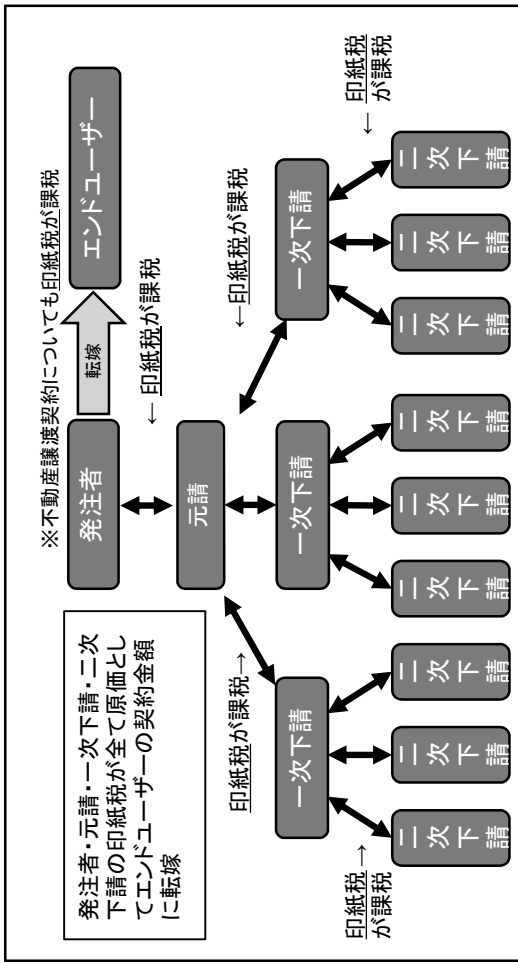 ※不動産譲渡契約についても印紙税が課税
発注者・元請・一次下請・二次
下請の印紙税が全て原価とし
てエンドユーザーの契約金額
に転嫁
発注者
転嫁
エンドユーザー
←印紙税が課税
元請
印紙税が課税→
←印紙税が課税
一次下請
一次下請
一次下請
印紙税→
が課税
←印紙税
が課税
二次
下請
二次
下請
二次
下請
二次
下請
二次
下請
二次
下請
二次
下請
二次
下請
二次
下請